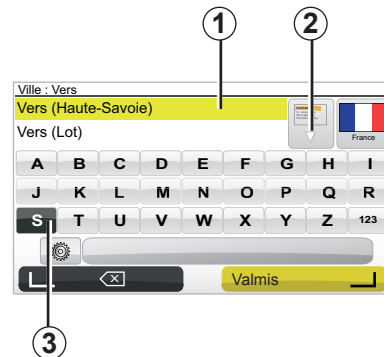 1 2
Ville : Vers
Vers (Haute-Savoie)
Vers (Lot)
France
A B C D E F G H I
J K L M N O P Q R
S T U V W X Y Z 123
Valmis
3